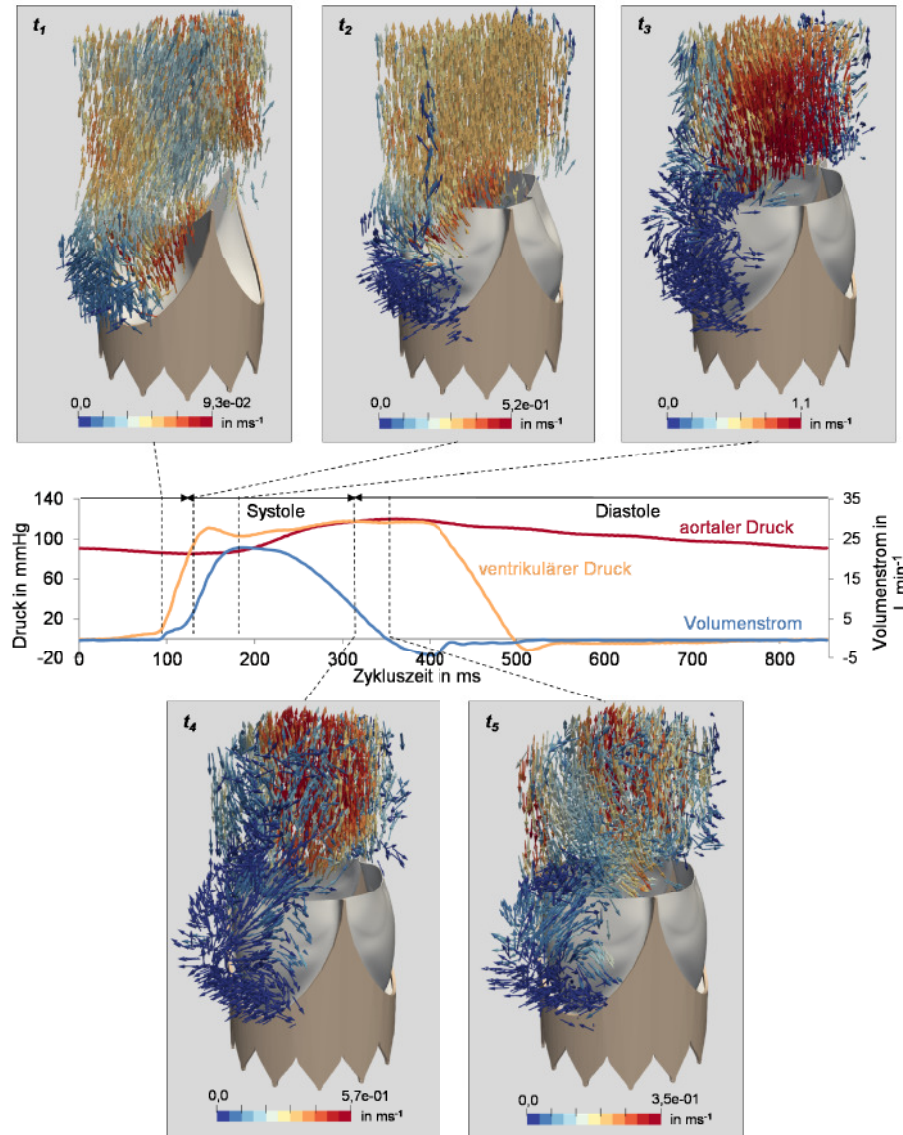 t1
t2
t3
0,0 9,3e-02
in ms-1
0,0 5,2e-01
in ms-1
0,0 1,1
in ms-1
140
100
60
20
-20
Druck in mmHg
Systole
Diastole
aortaler Druck
ventrikulärer Druck
Volumenstrom
35
25
15
5
-5
Volumenstrom in
L min-1
0 100 200 300 400 500 600 700 800
Zykluszeit in ms
t4
t5
0,0 5,7e-01
in ms-1
0,0 3,5e-01
in ms-1